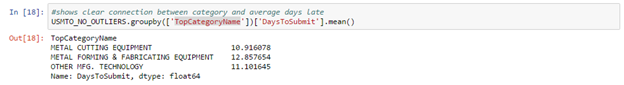 In [18]: #shows clear connection between category and average days late
USMTO_NO_OUTLIERS.groupby(['TopCategoryName'])['DaysToSubmit'].mean()
Out[18]: TopCategoryName
METAL CUTTING EQUIPMENT 10.916078
METAL FORMING & FABRICATING EQUIPMENT 12.857654
OTHER MFG. TECHNOLOGY 11.101645
Name: DaysToSubmit, dtype: float64